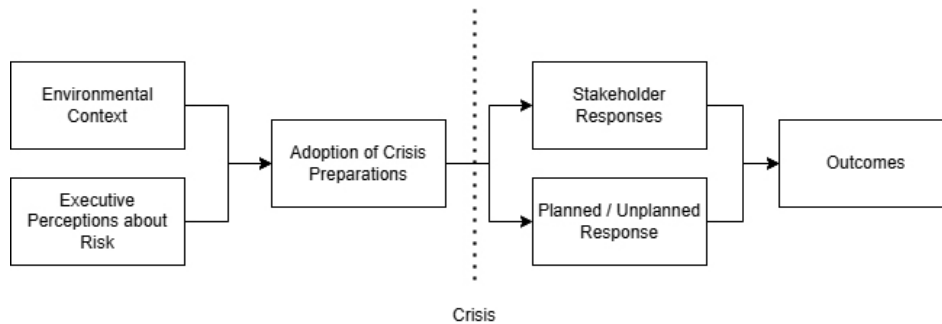 Environmental
Context
Executive
Perceptions about
Risk
Adoption of Crisis
Preparations
Stakeholder
Responses
Planned / Unplanned
Response
Outcomes
Crisis